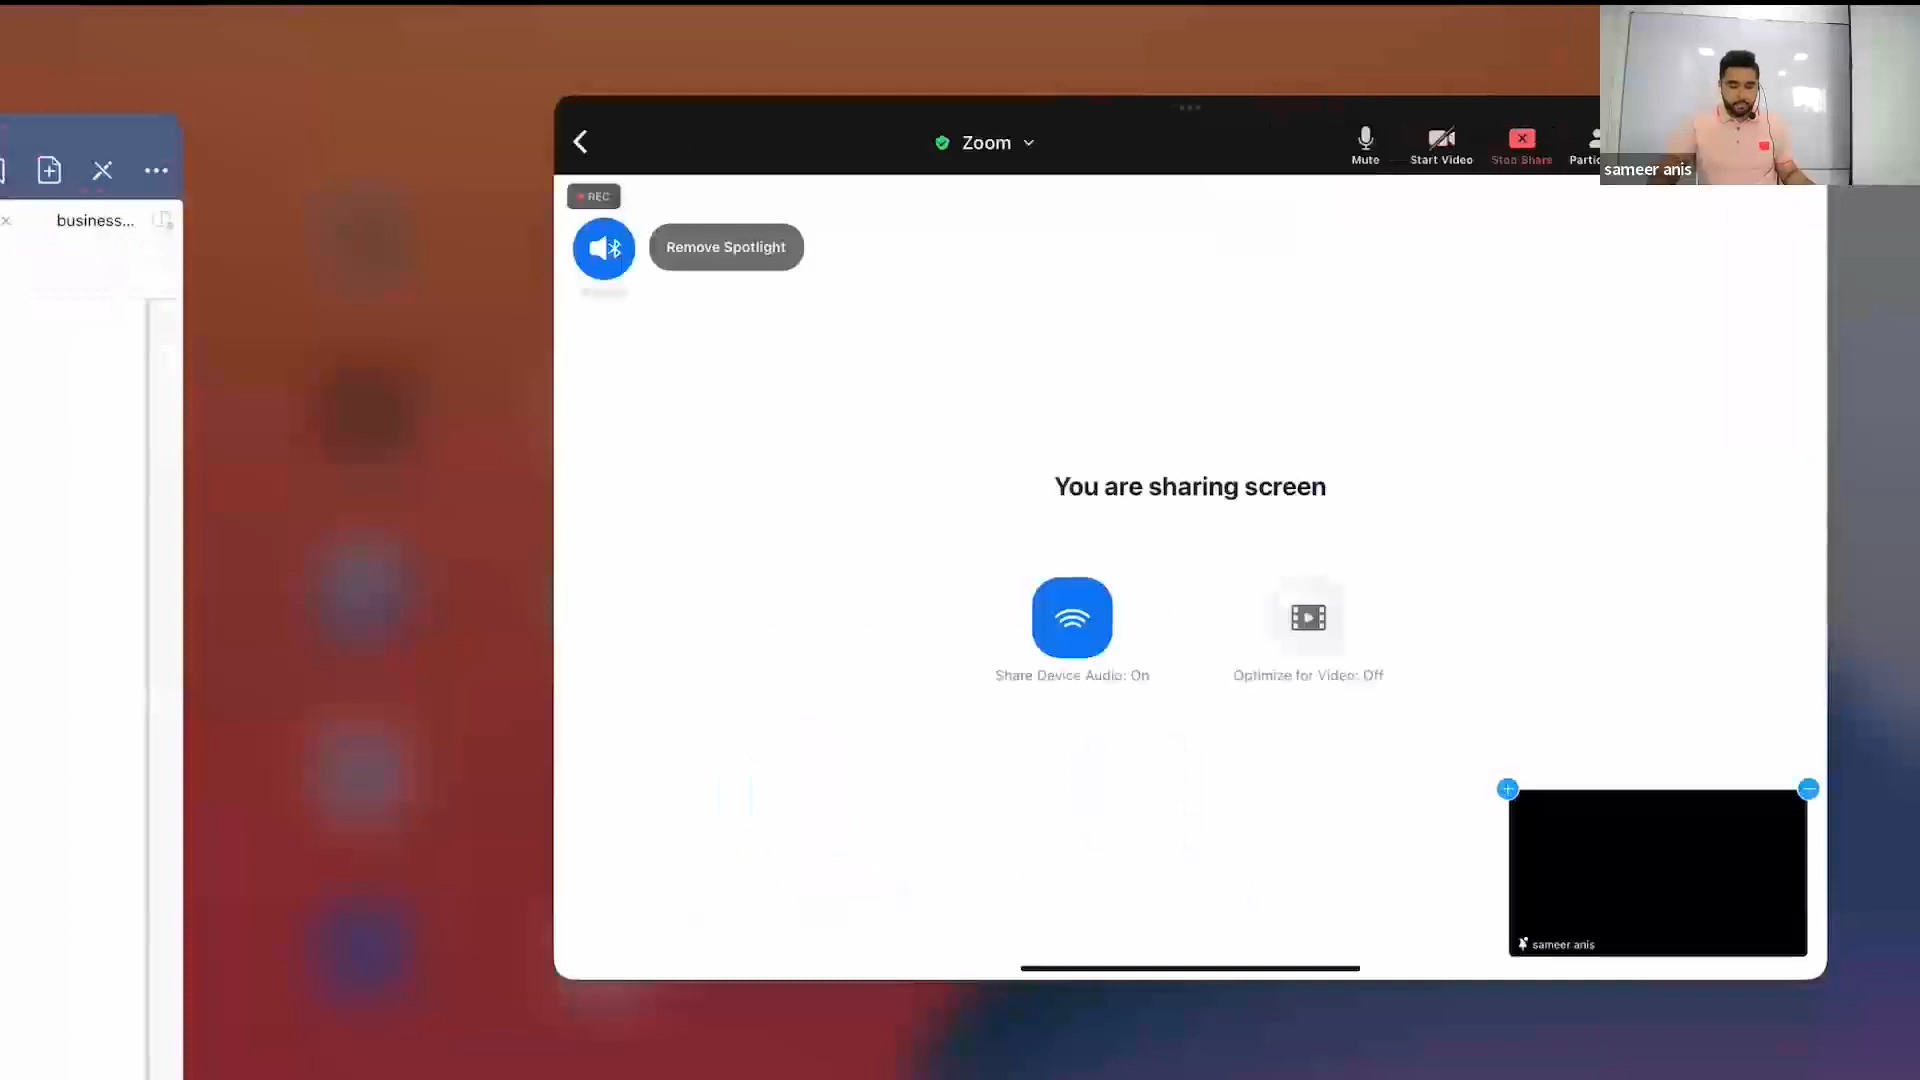 business...
Zoom
Mute
Start Video
Stop Share
Partic
sameer anis
REC
Remove Spotlight
You are sharing screen
Share Device Audio: On
Optimize for Video: Off
sameer anis